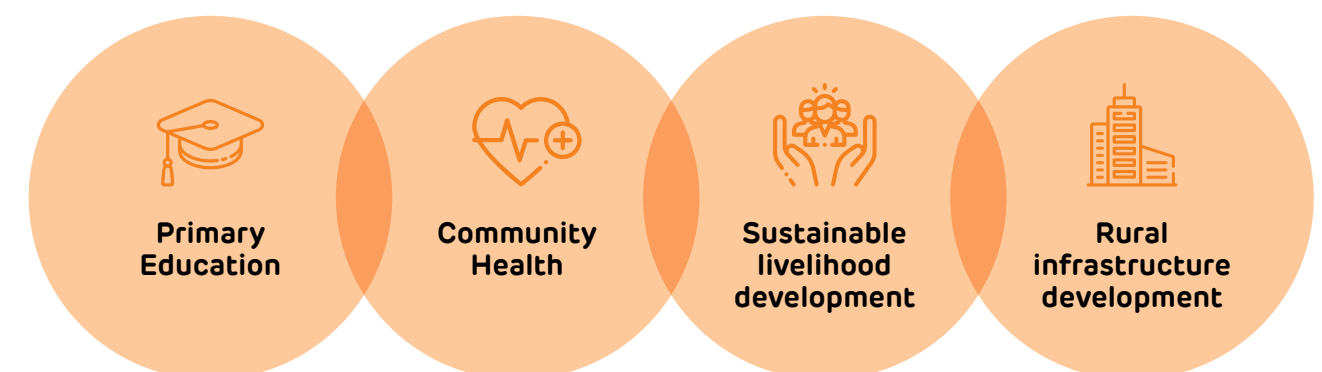 Primary
Education
Community
Health
Sustainable
livelihood
development
Rural
infrastructure
development